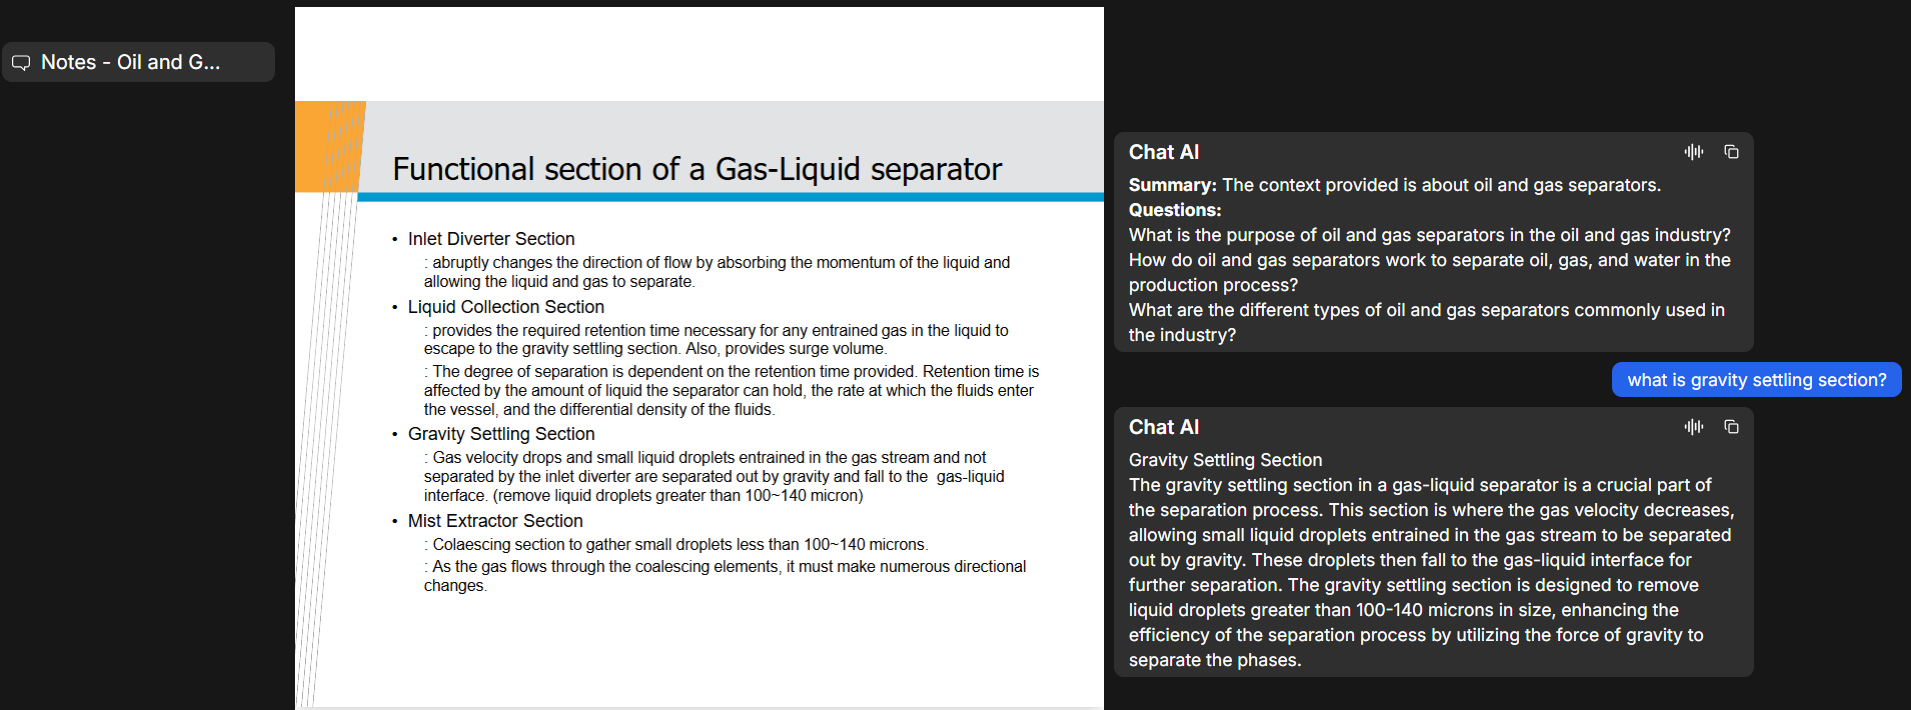 Notes - Oil and G...
Functional section of a Gas-Liquid separator
• Inlet Diverter Section
: abruptly changes the direction of flow by absorbing the momentum of the liquid and
allowing the liquid and gas to separate.
• Liquid Collection Section
: provides the required retention time necessary for any entrained gas in the liquid to
escape to the gravity settling section. Also, provides surge volume.
: The degree of separation is dependent on the retention time provided. Retention time is
affected by the amount of liquid the separator can hold, the rate at which the fluids enter
the vessel, and the differential density of the fluids.
• Gravity Settling Section
: Gas velocity drops and small liquid droplets entrained in the gas stream and not
separated by the inlet diverter are separated out by gravity and fall to the gas-liquid
interface. (remove liquid droplets greater than 100~140 micron)
• Mist Extractor Section
: Colaescing section to gather small droplets less than 100~140 microns.
: As the gas flows through the coalescing elements, it must make numerous directional
changes.
Chat AI
Summary: The context provided is about oil and gas separators.
Questions:
What is the purpose of oil and gas separators in the oil and gas industry?
How do oil and gas separators work to separate oil, gas, and water in the
production process?
What are the different types of oil and gas separators commonly used in
the industry?
what is gravity settling section?
Chat AI
Gravity Settling Section
The gravity settling section in a gas-liquid separator is a crucial part of
the separation process. This section is where the gas velocity decreases,
allowing small liquid droplets entrained in the gas stream to be separated
out by gravity. These droplets then fall to the gas-liquid interface for
further separation. The gravity settling section is designed to remove
liquid droplets greater than 100-140 microns in size, enhancing the
efficiency of the separation process by utilizing the force of gravity to
separate the phases.